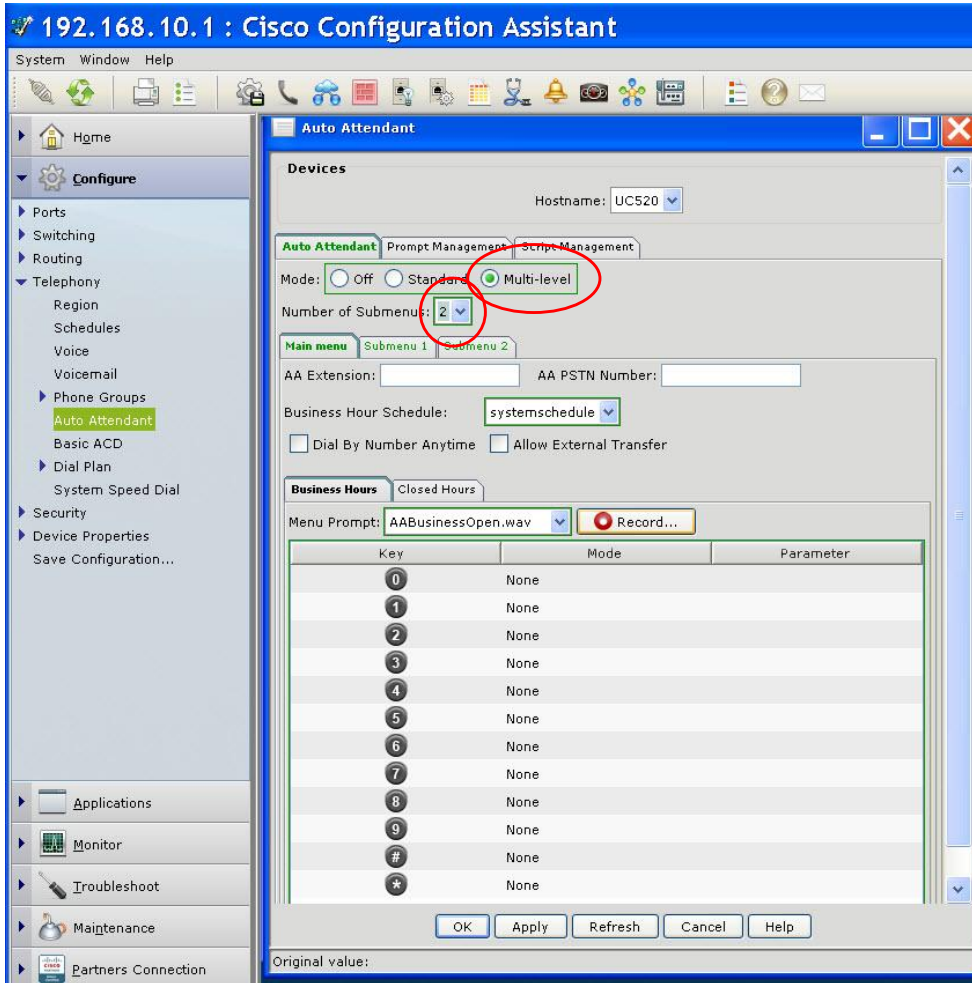 192.168.10.1 : Cisco Configuration Assistant
System Window Help
Home
Configure
Ports
Switching
Routing
Telephony
Region
Schedules
Voice
Voicemail
Phone Groups
Auto Attendant
Basic ACD
Dial Plan
System Speed Dial
Security
Device Properties
Save Configuration...
Applications
Monitor
Troubleshoot
Maintenance
Partners Connection
Auto Attendant
Devices
Hostname: UC520
Auto Attendant Prompt Management Script Management
Mode: Off Standard Multi-level
Number of Submenus: 2
Main menu Submenu 1 Submenu 2
AA Extension: AA PSTN Number:
Business Hour Schedule: systemschedule
Dial By Number Anytime Allow External Transfer
Business Hours Closed Hours
Menu Prompt: AABusinessOpen.wav Record...
Key Mode Parameter
0 None
1 None
2 None
3 None
4 None
5 None
6 None
7 None
8 None
9 None
# None
* None
OK Apply Refresh Cancel Help
Original value: